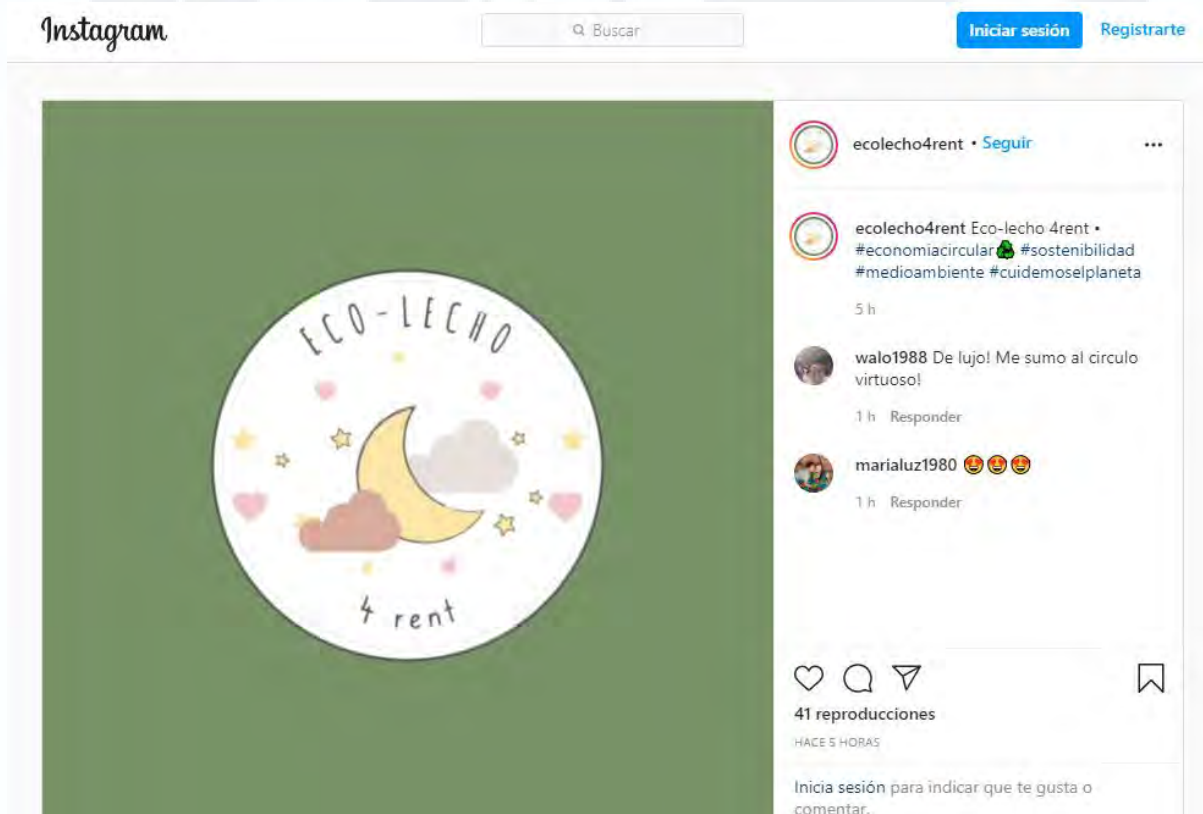 Instagram
Buscar
Iniciar sesión
Registrarte
ECO-LECHO
4 rent
ecolecho4rent • Seguir
ecolecho4rent Eco-lecho 4rent •
#economiacircular♻ #sostenibilidad
#medioambiente #cuidemoselplaneta
5 h
walo1988 De lujo! Me sumo al circulo
virtuoso!
1 h Responder
marialuz1980 😍😍😍
1 h Responder
41 reproducciones
HACE 5 HORAS
Inicia sesión para indicar que te gusta o
comentar.